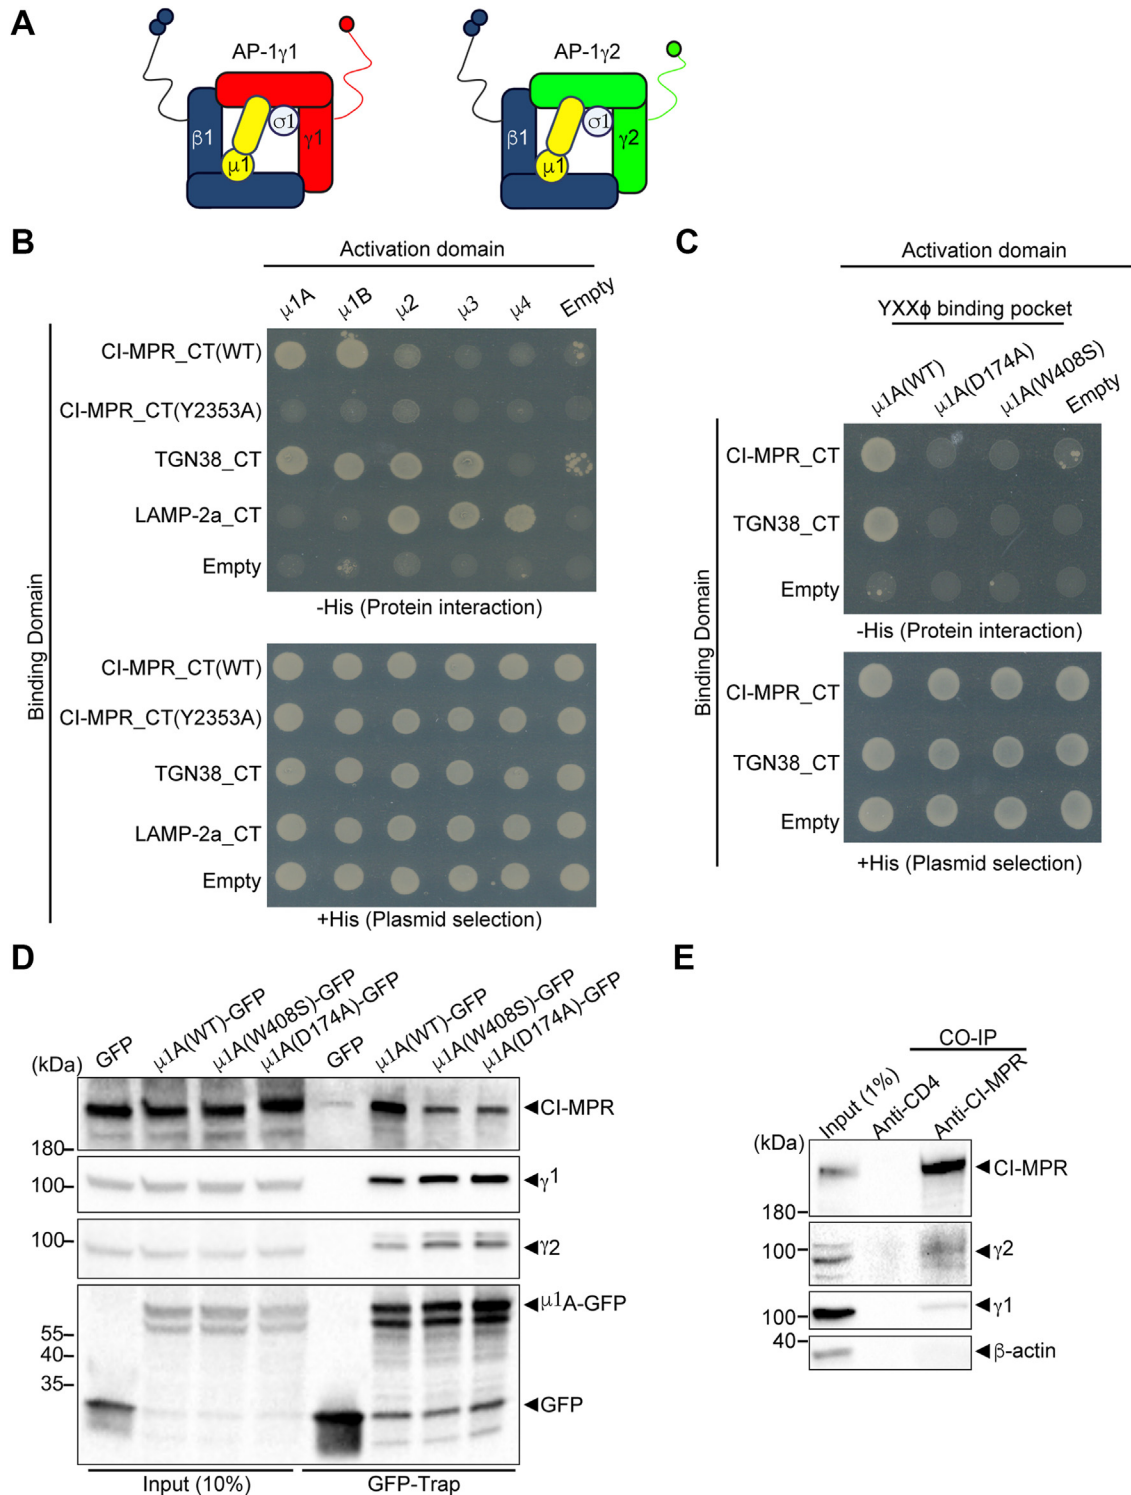 A
AP-1γ1
β1
μ1
σ1
γ1
AP-1γ2
β1
μ1
σ1
γ2
B
Activation domain
μ1A
μ1B
μ2
μ3
μ4
Empty
Binding Domain
CI-MPR_CT(WT)
CI-MPR_CT(Y2353A)
TGN38_CT
LAMP-2a_CT
Empty
-His (Protein interaction)
CI-MPR_CT(WT)
CI-MPR_CT(Y2353A)
TGN38_CT
LAMP-2a_CT
Empty
+His (Plasmid selection)
C
Activation domain
YXXϕ binding pocket
μ1A(WT)
μ1A(D174A)
μ1A(W408S)
Empty
Binding Domain
CI-MPR_CT
TGN38_CT
Empty
-His (Protein interaction)
CI-MPR_CT
TGN38_CT
Empty
+His (Plasmid selection)
D
(kDa)
GFP
μ1A(WT)-GFP
μ1A(W408S)-GFP
μ1A(D174A)-GFP
GFP
μ1A(WT)-GFP
μ1A(W408S)-GFP
μ1A(D174A)-GFP
CI-MPR
180
100
γ1
100
γ2
μ1A-GFP
55
40
35
GFP
Input (10%)
GFP-Trap
E
CO-IP
(kDa)
Input (1%)
Anti-CD4
Anti-CI-MPR
CI-MPR
180
100
γ2
100
γ1
40
β-actin